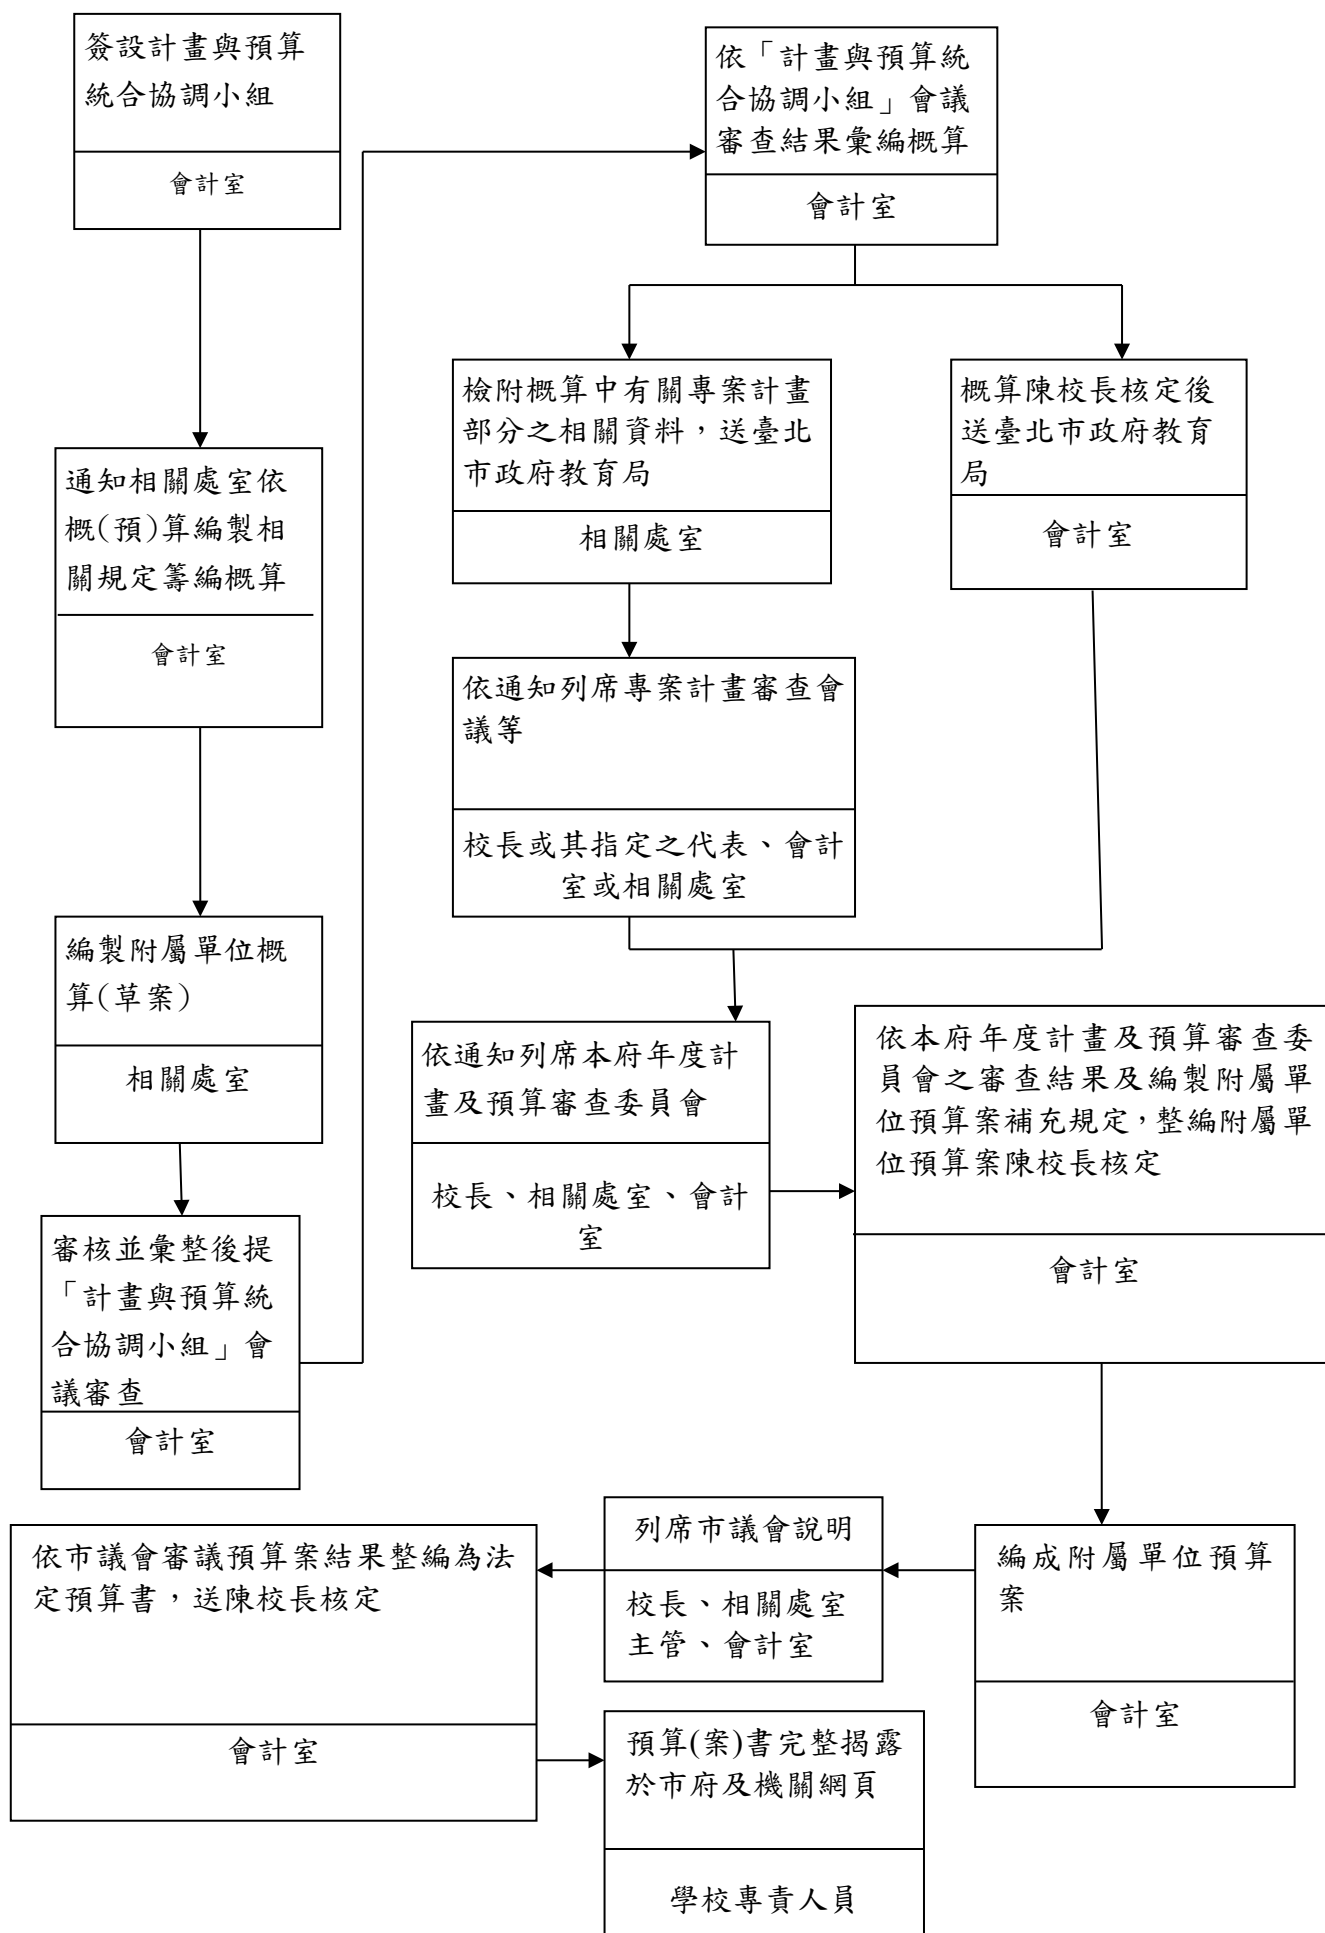 簽設計畫與預算
統合協調小組
會計室
通知相關處室依
概(預)算編製相
關規定籌編概算
會計室
編製附屬單位概
算(草案)
相關處室
審核並彙整後提
「計畫與預算統
合協調小組」會
議審查
會計室
依「計畫與預算統
合協調小組」會議
審查結果彙編概算
會計室
檢附概算中有關專案計畫
部分之相關資料，送臺北
市政府教育局
相關處室
概算陳校長核定後
送臺北市政府教育
局
會計室
依通知列席專案計畫審查會
議等
校長或其指定之代表、會計
室或相關處室
依通知列席本府年度計
畫及預算審查委員會
校長、相關處室、會計
室
依本府年度計畫及預算審查委
員會之審查結果及編製附屬單
位預算案補充規定，整編附屬單
位預算案陳校長核定
會計室
編成附屬單位預算
案
會計室
列席市議會說明
校長、相關處室
主管、會計室
依市議會審議預算案結果整編為法
定預算書，送陳校長核定
會計室
預算(案)書完整揭露
於市府及機關網頁
學校專責人員